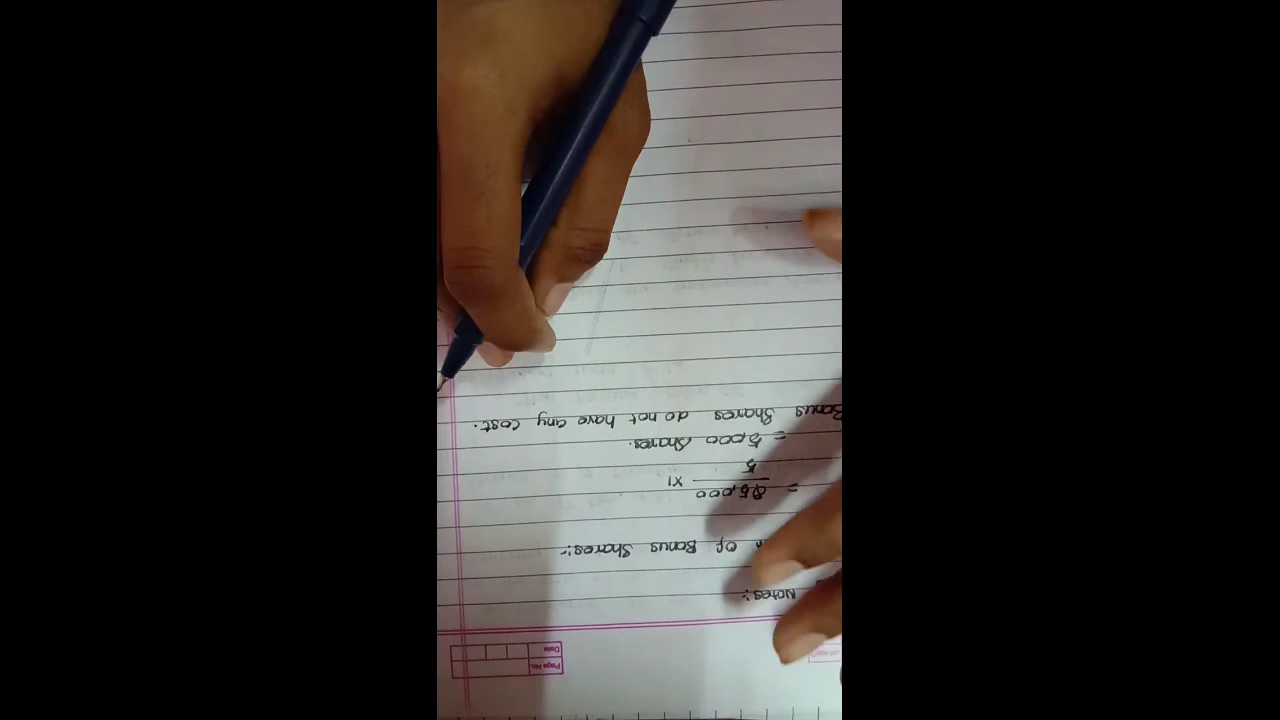 Page No.
Date
Notes:-
of Bonus Shares:-
= 25,000 x1
5
= 5,000 Shares.
Bonus Shares do not have any cost.